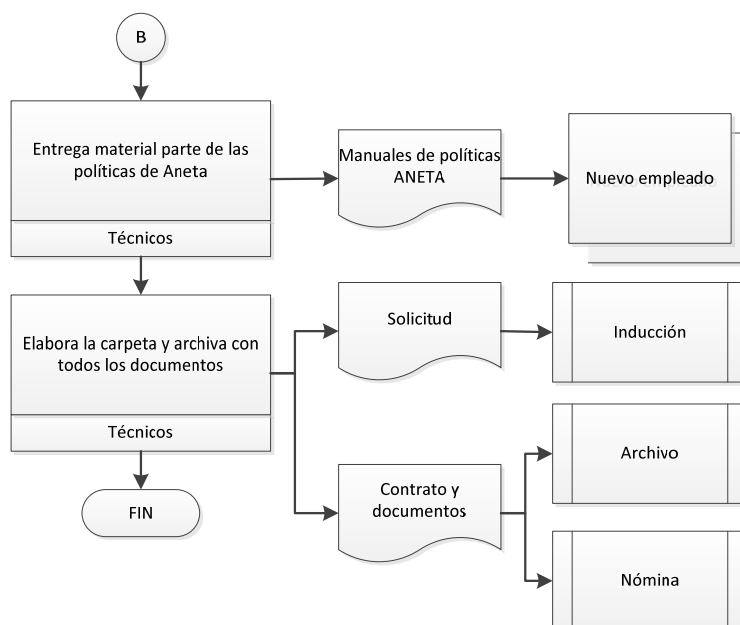 B
Entrega material parte de las
políticas de Aneta
Técnicos
Manuales de políticas
ANETA
Nuevo empleado
Elabora la carpeta y archiva con
todos los documentos
Técnicos
Solicitud
Inducción
Archivo
Contrato y
documentos
Nómina
FIN